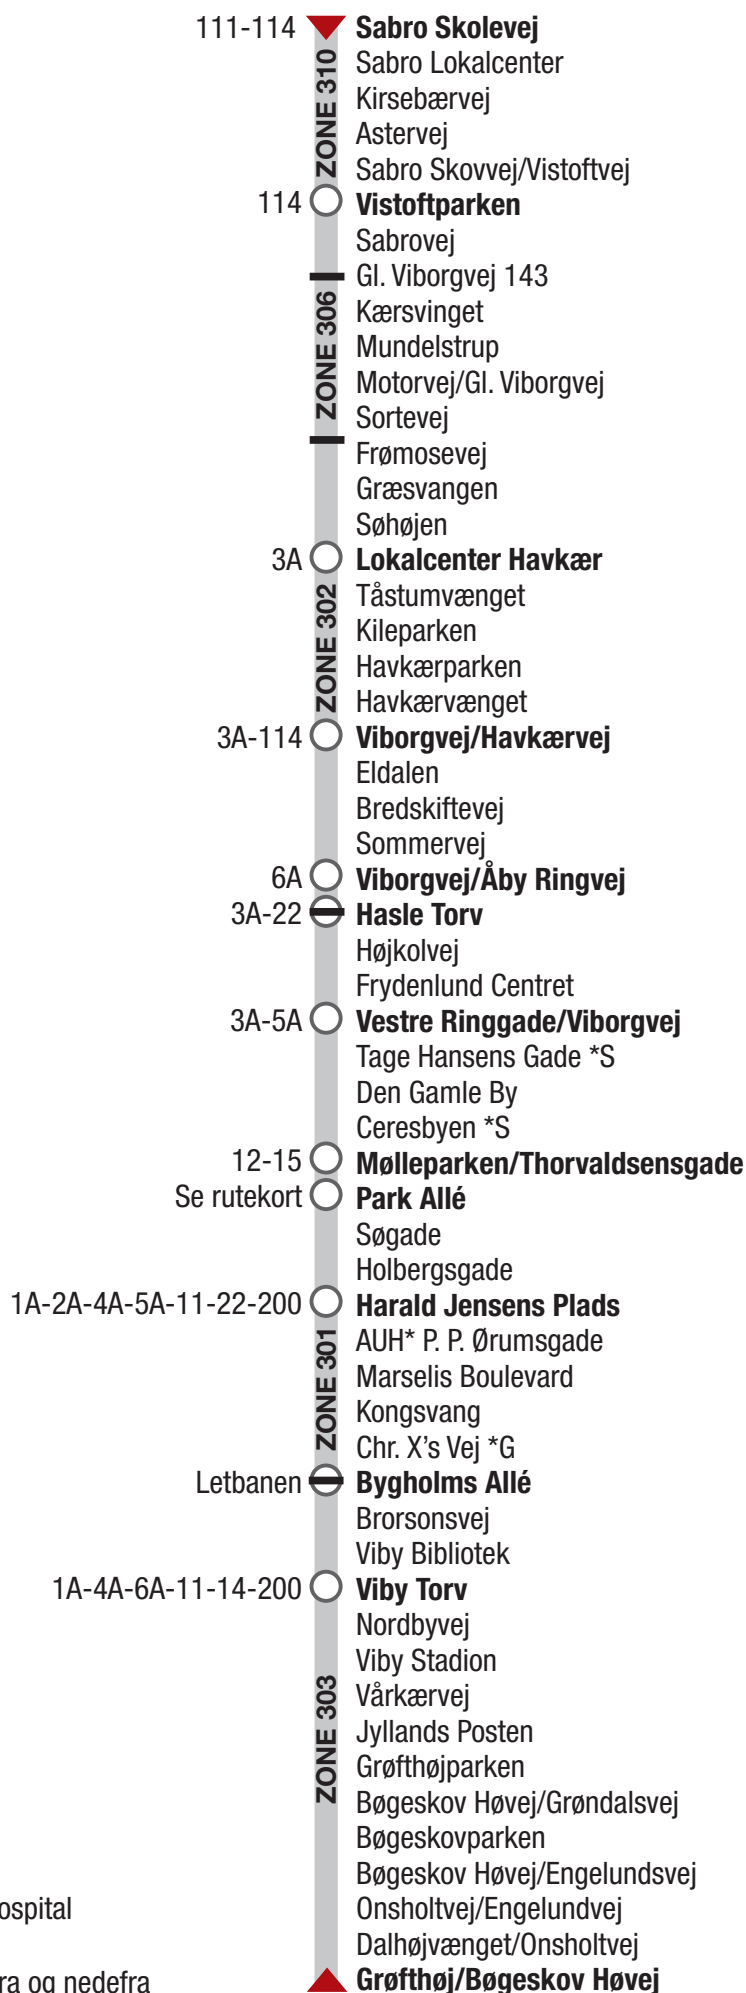 111-114 Sabro Skolevej
Sabro Lokalcenter
Kirsebærvej
Astervej
Sabro Skovvej/Vistoftvej
ZONE 310
114 Vistoftparken
Sabrovej
Gl. Viborgvej 143
Kærsvinget
Mundelstrup
Motorvej/Gl. Viborgvej
Sortevej
ZONE 306
Frømosevej
Græsvangen
Søhøjen
3A Lokalcenter Havkær
Tåstumvænget
Kileparken
Havkærparken
Havkærvænget
ZONE 302
3A-114 Viborgvej/Havkærvej
Eldalen
Bredskiftevej
Sommervej
6A Viborgvej/Åby Ringvej
3A-22 Hasle Torv
Højkolvej
Frydenlund Centret
3A-5A Vestre Ringgade/Viborgvej
Tage Hansens Gade *S
Den Gamle By
Ceresbyen *S
12-15 Mølleparken/Thorvaldsensgade
Se rutekort Park Allé
Søgade
Holbergsgade
1A-2A-4A-5A-11-22-200 Harald Jensens Plads
AUH* P. P. Ørumsgade
Marselis Boulevard
Kongsvang
Chr. X's Vej *G
ZONE 301
Letbanen Bygholms Allé
Brorsonsvej
Viby Bibliotek
1A-4A-6A-11-14-200 Viby Torv
Nordbyvej
Viby Stadion
Vårkærvej
Jyllands Posten
Grøfthøjparken
ZONE 303
Bøgeskov Høvej/Grøndalsvej
Bøgeskovparken
Bøgeskov Høvej/Engelundsvej
ospital Onsholtvej/Engelundvej
Dalhøjvænget/Onsholtvej
ra og nedefra Grøfthøj/Bøgeskov Høvej